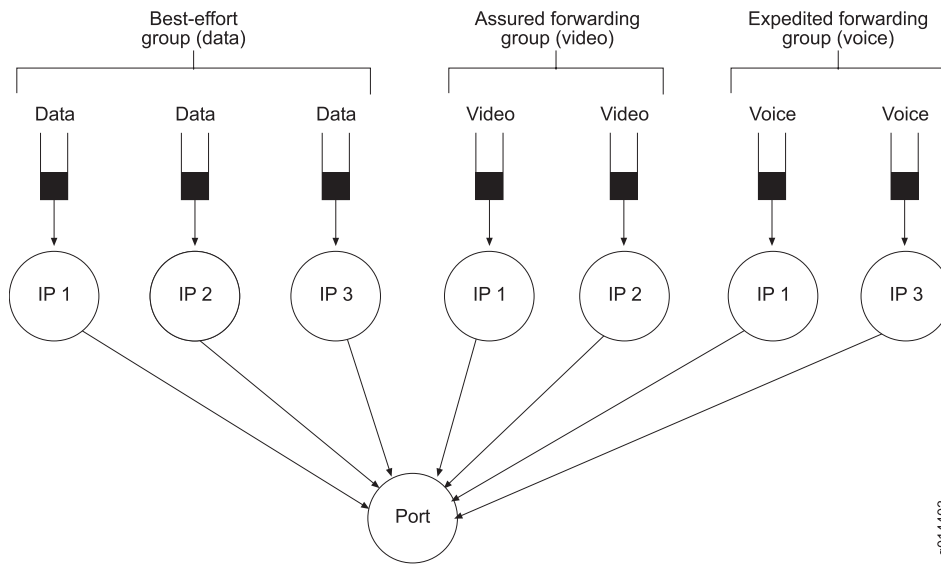 Best-effort
group (data)
Assured forwarding
group (video)
Expedited forwarding
group (voice)
Data
Data
Data
Video
Video
Voice
Voice
IP 1
IP 2
IP 3
IP 1
IP 2
IP 1
IP 3
Port